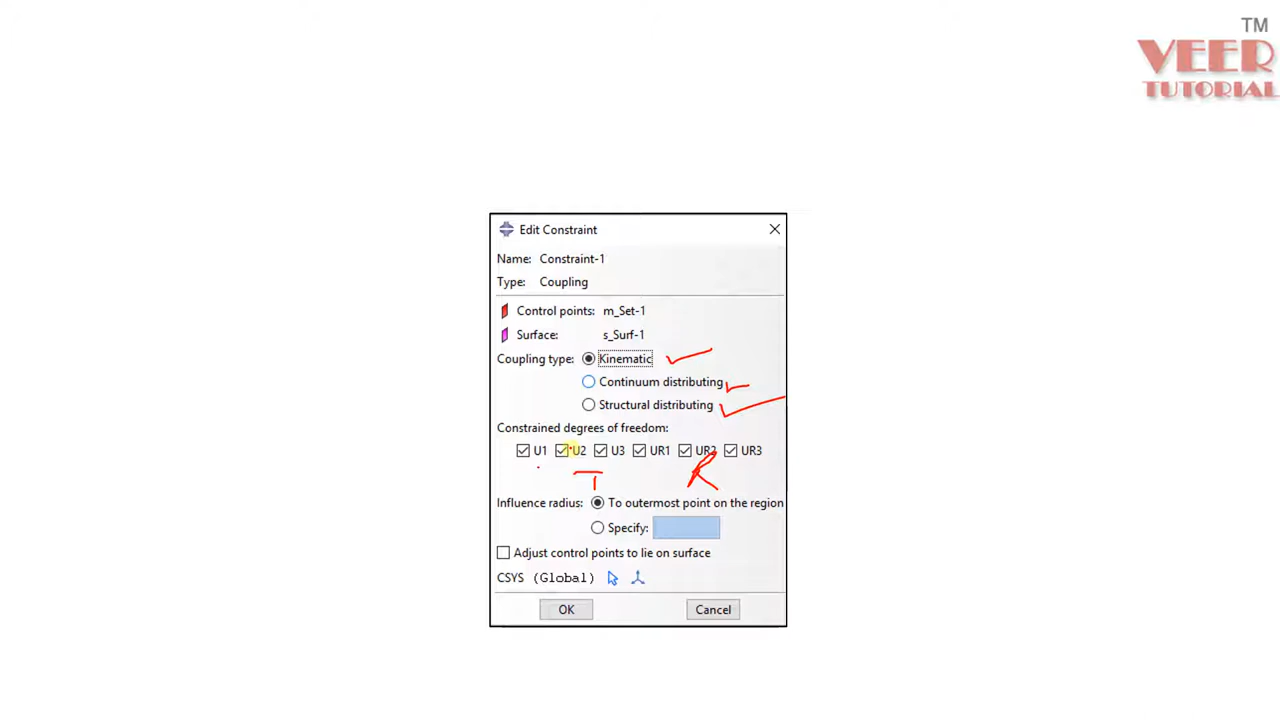 TM
VEER
TUTORIAL
Edit Constraint
Name: Constraint-1
Type: Coupling
Control points: m_Set-1
Surface: s_Surf-1
Coupling type: Kinematic
Continuum distributing
Structural distributing
Constrained degrees of freedom:
U1 U2 U3 UR1 UR2 UR3
T R
Influence radius: To outermost point on the region
Specify:
Adjust control points to lie on surface
CSYS (Global)
OK Cancel